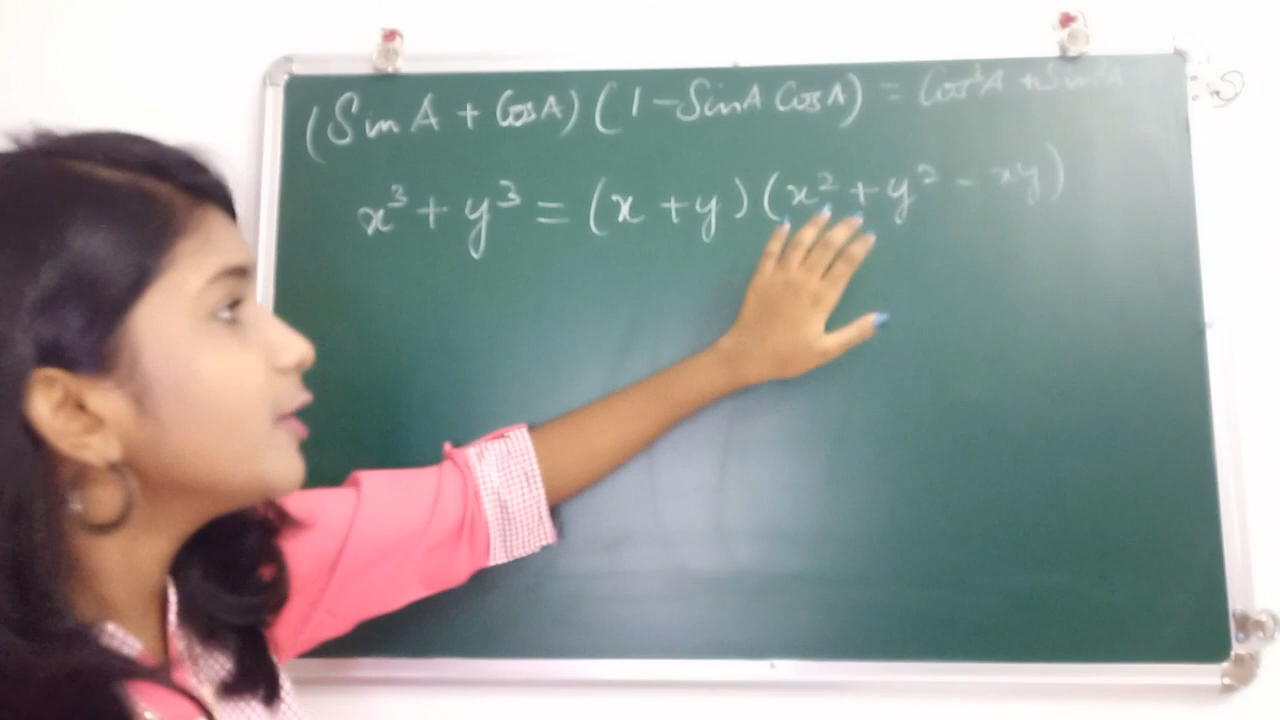 (Sin A + Cos A) (1 - Sin A Cos A) = Cos³A + Sin³A
x³ + y³ = (x + y) (x² + y² - xy)